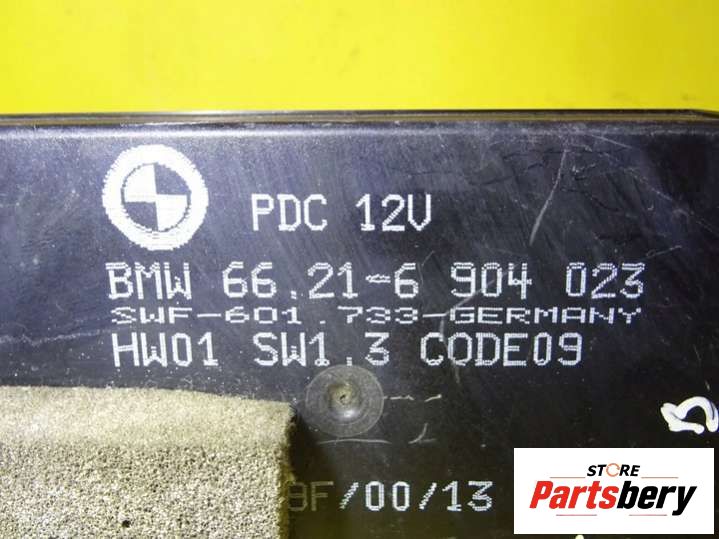 PDC 12V
BMW 66.21-6 904 023
SWF-601.733-GERMANY
HW01 SW1.3 CODE09
8F/00/13
STORE
Partsbery